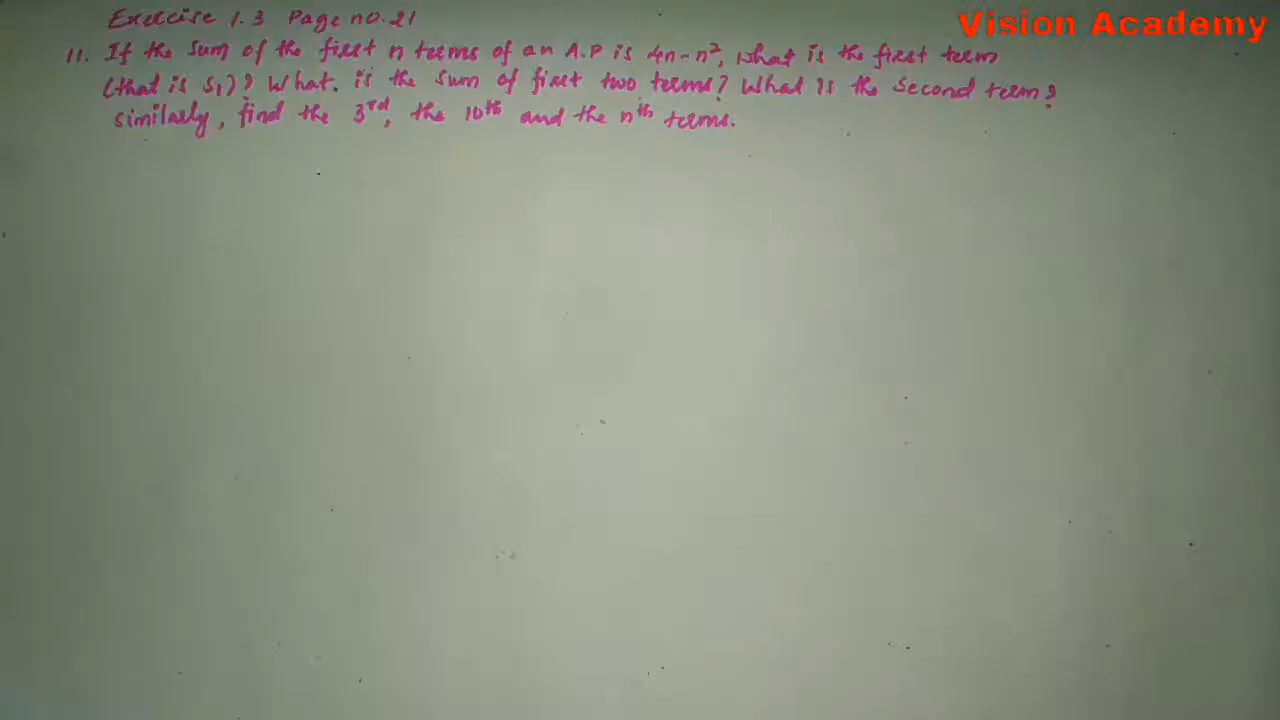 Exercise 1.3 Page no. 21
Vision Academy
11. If the sum of the first n terms of an A.P is 4n-n², what is the first term
(that is S₁)? What. is the sum of first two terms? What is the second term?
similarly, find the 3rd, the 10th and the nth terms.